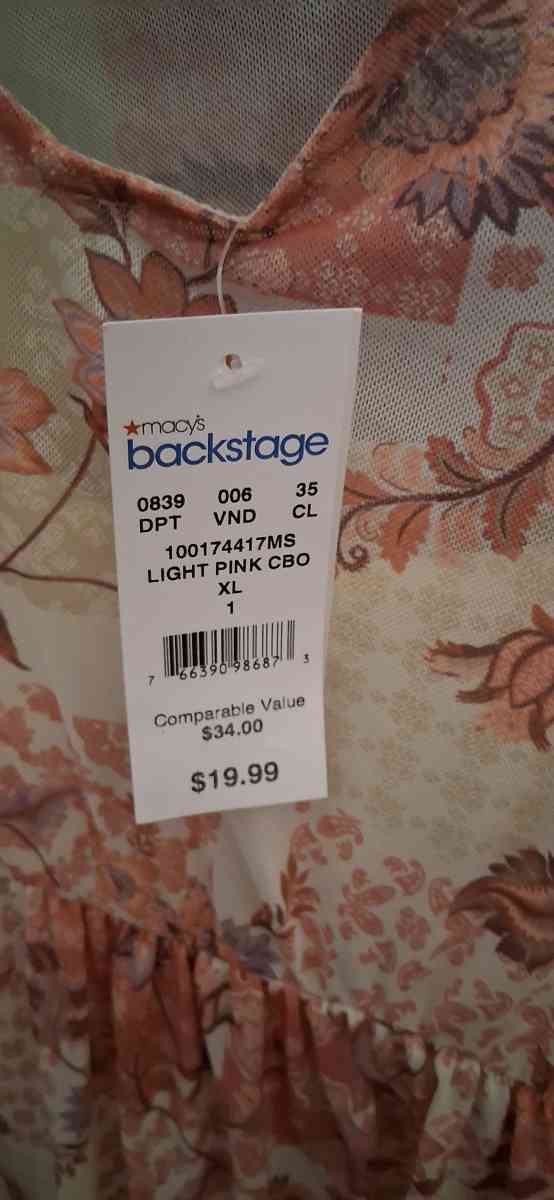 ★macy's
backstage
0839 006 35
DPT VND CL
100174417MS
LIGHT PINK CBO
XL
1
7 66390 98687 3
Comparable Value
$34.00
$19.99